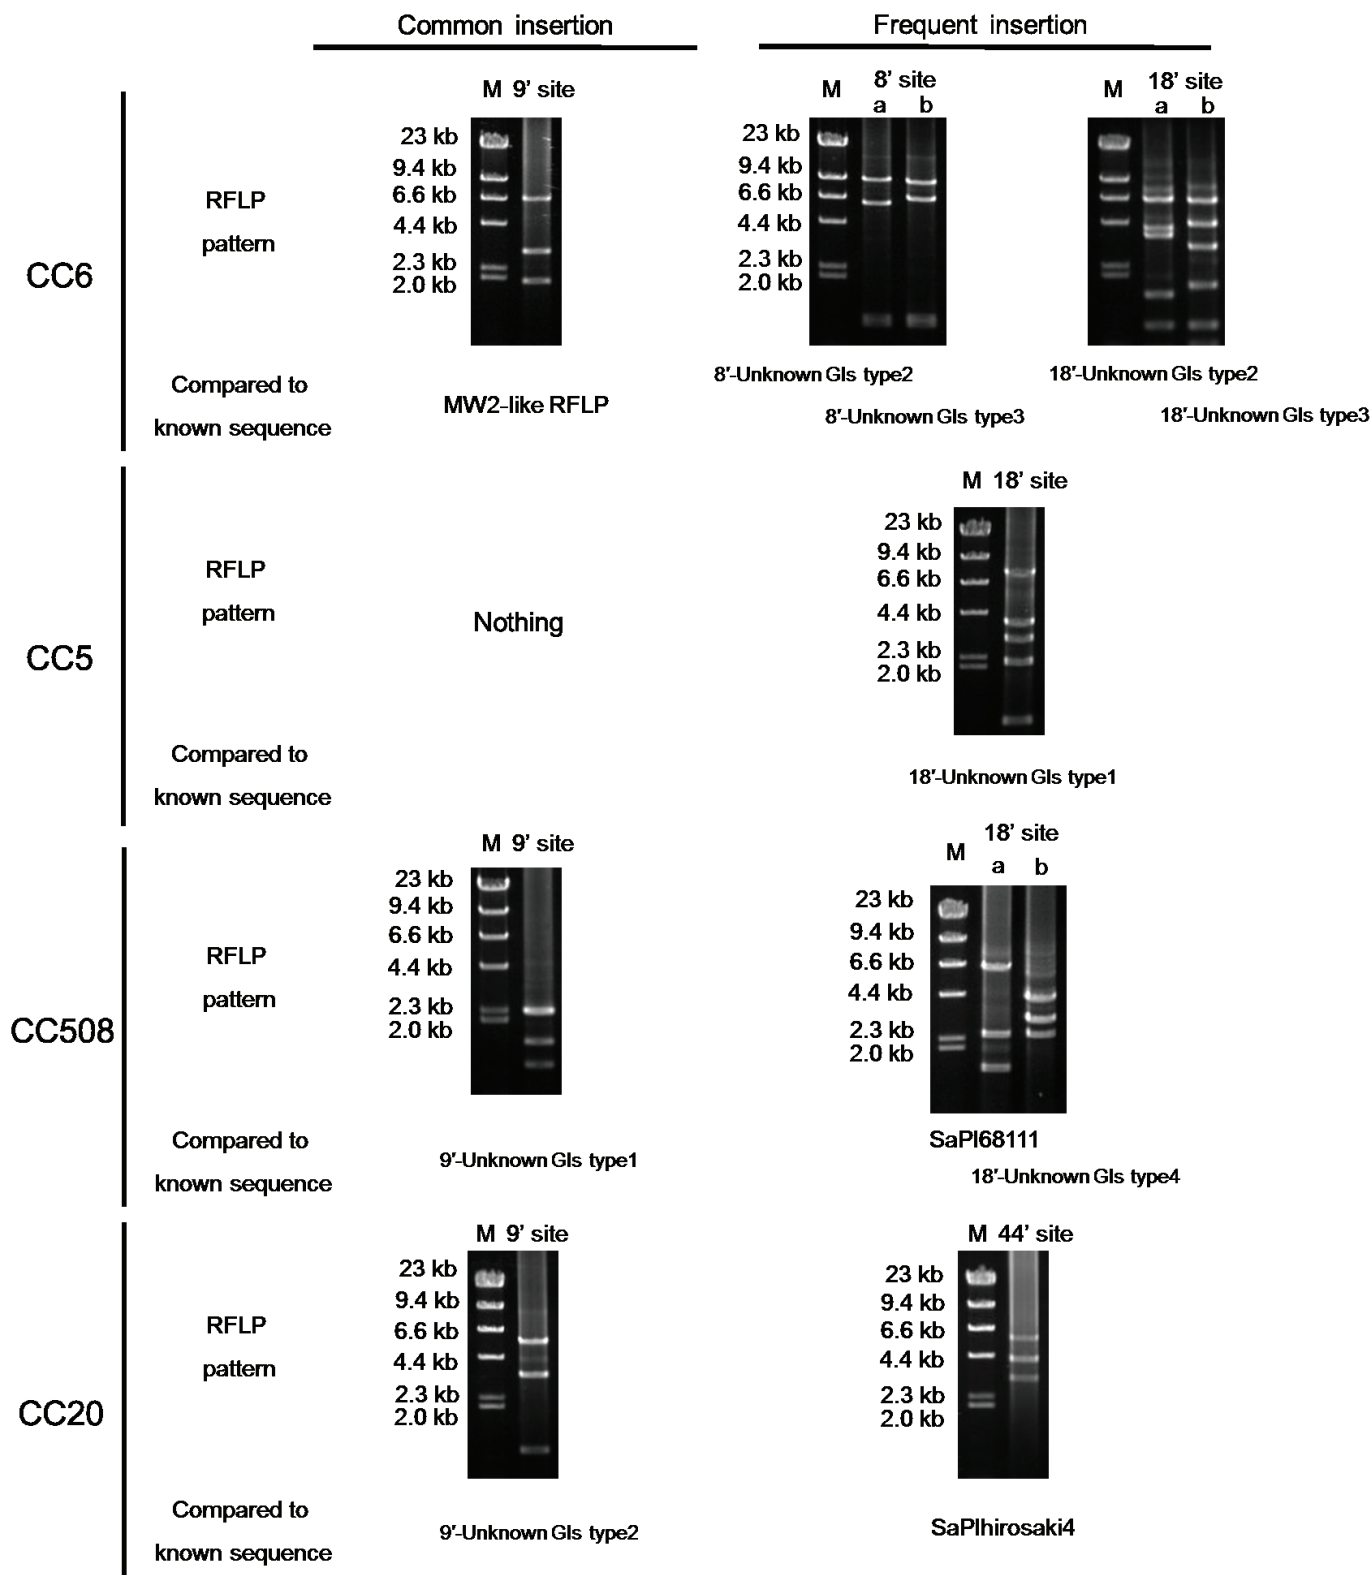 Common insertion
Frequent insertion
CC6
RFLP
pattern
M 9’ site
23 kb
9.4 kb
6.6 kb
4.4 kb
2.3 kb
2.0 kb
M
8’ site
a b
23 kb
9.4 kb
6.6 kb
4.4 kb
2.3 kb
2.0 kb
M
18’ site
a b
Compared to
known sequence
MW2-like RFLP
8′-Unknown GIs type2
8′-Unknown GIs type3
18′-Unknown GIs type2
18′-Unknown GIs type3
CC5
RFLP
pattern
Nothing
M 18’ site
23 kb
9.4 kb
6.6 kb
4.4 kb
2.3 kb
2.0 kb
Compared to
known sequence
18′-Unknown GIs type1
CC508
RFLP
pattern
M 9’ site
23 kb
9.4 kb
6.6 kb
4.4 kb
2.3 kb
2.0 kb
M
18’ site
a b
23 kb
9.4 kb
6.6 kb
4.4 kb
2.3 kb
2.0 kb
Compared to
known sequence
9′-Unknown GIs type1
SaPI68111
18′-Unknown GIs type4
CC20
RFLP
pattern
M 9’ site
23 kb
9.4 kb
6.6 kb
4.4 kb
2.3 kb
2.0 kb
M 44’ site
23 kb
9.4 kb
6.6 kb
4.4 kb
2.3 kb
2.0 kb
Compared to
known sequence
9′-Unknown GIs type2
SaPIhirosaki4